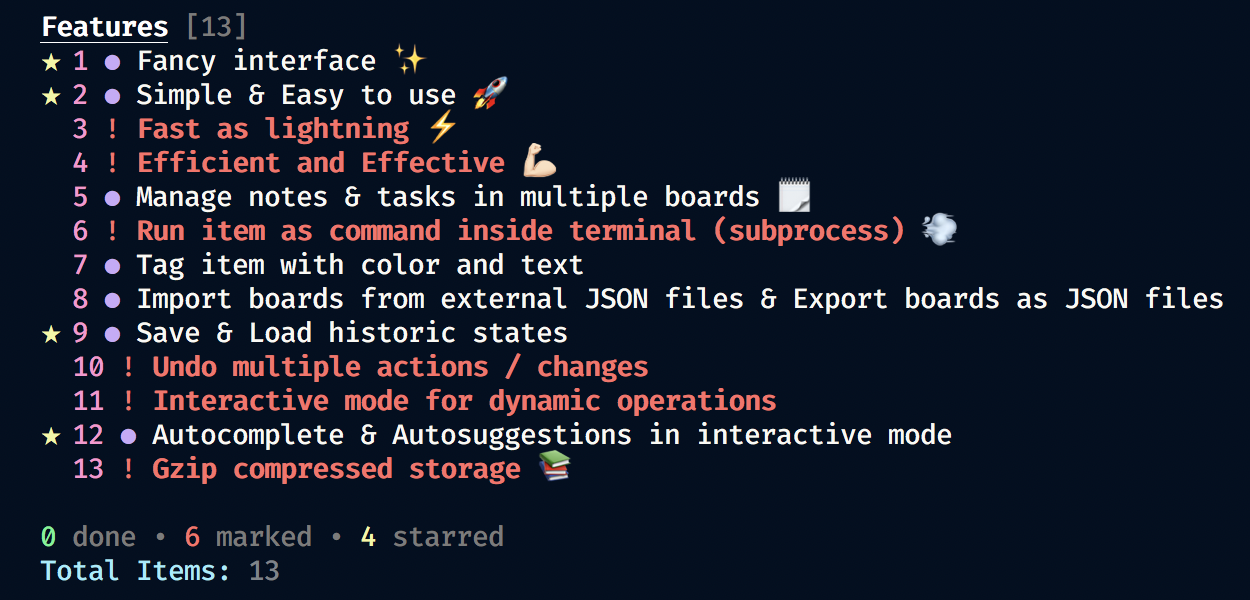 Features [13]
★ 1 ● Fancy interface ✨
★ 2 ● Simple & Easy to use 🚀
3 ! Fast as lightning ⚡
4 ! Efficient and Effective 💪🏻
5 ● Manage notes & tasks in multiple boards 🗒️
6 ! Run item as command inside terminal (subprocess) 💨
7 ● Tag item with color and text
8 ● Import boards from external JSON files & Export boards as JSON files
★ 9 ● Save & Load historic states
10 ! Undo multiple actions / changes
11 ! Interactive mode for dynamic operations
★ 12 ● Autocomplete & Autosuggestions in interactive mode
13 ! Gzip compressed storage 📚
0 done • 6 marked • 4 starred
Total Items: 13